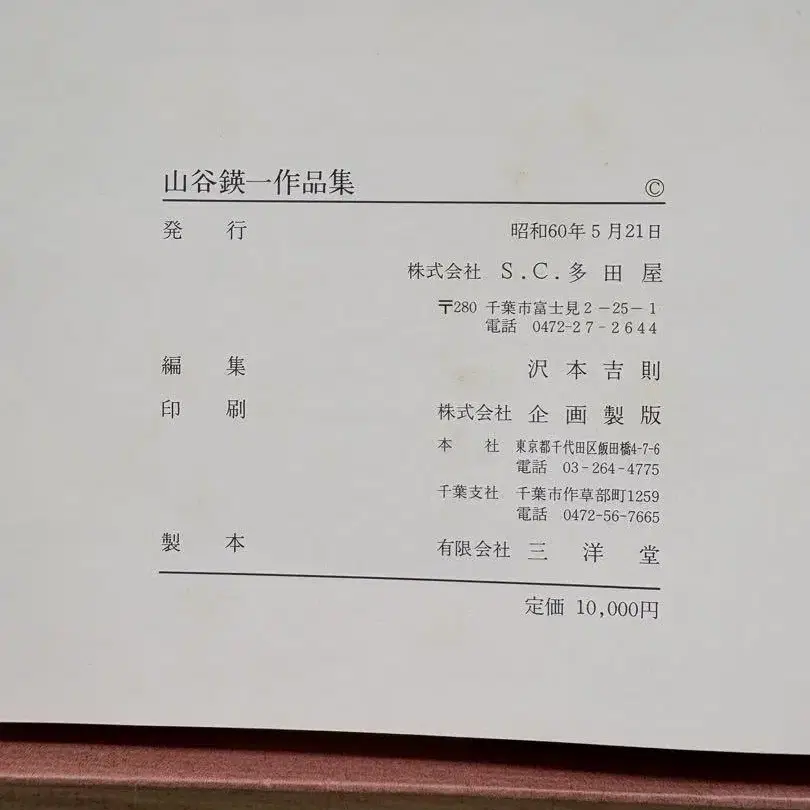 山谷鍈一作品集 ©
発行 昭和60年5月21日
株式会社 S.C.多田屋
〒280 千葉市富士見2-25-1
電話 0472-27-2644
編集 沢本吉則
印刷 株式会社 企画製版
本社 東京都千代田区飯田橋4-7-6
電話 03-264-4775
千葉支社 千葉市作草部町1259
電話 0472-56-7665
製本 有限会社 三洋堂
定価 10,000円